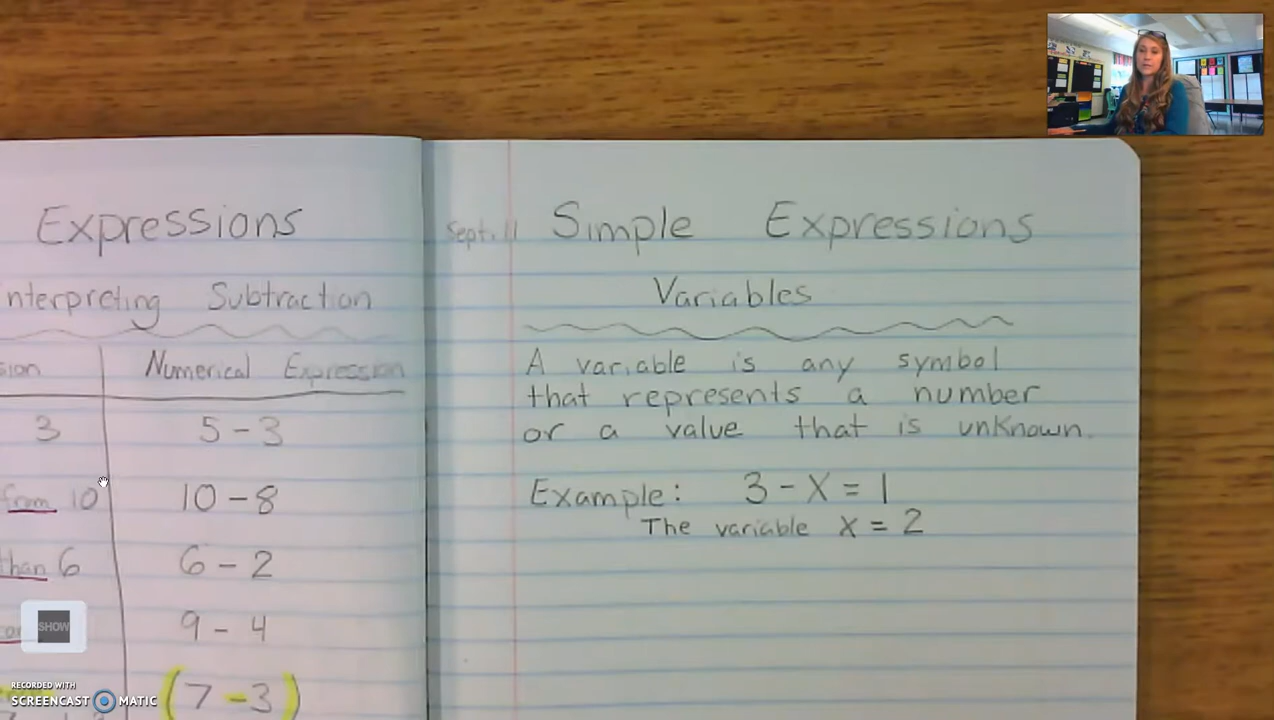 Expressions
Interpreting Subtraction
Numerical Expression
3
5 - 3
from 10
10 - 8
than 6
6 - 2
9 - 4
(7 - 3)
Sept. 11 Simple Expressions
Variables
A variable is any symbol
that represents a number
or a value that is unknown.
Example: 3 - x = 1
The variable x = 2
SHOW
RECORDED WITH
SCREENCAST MATIC